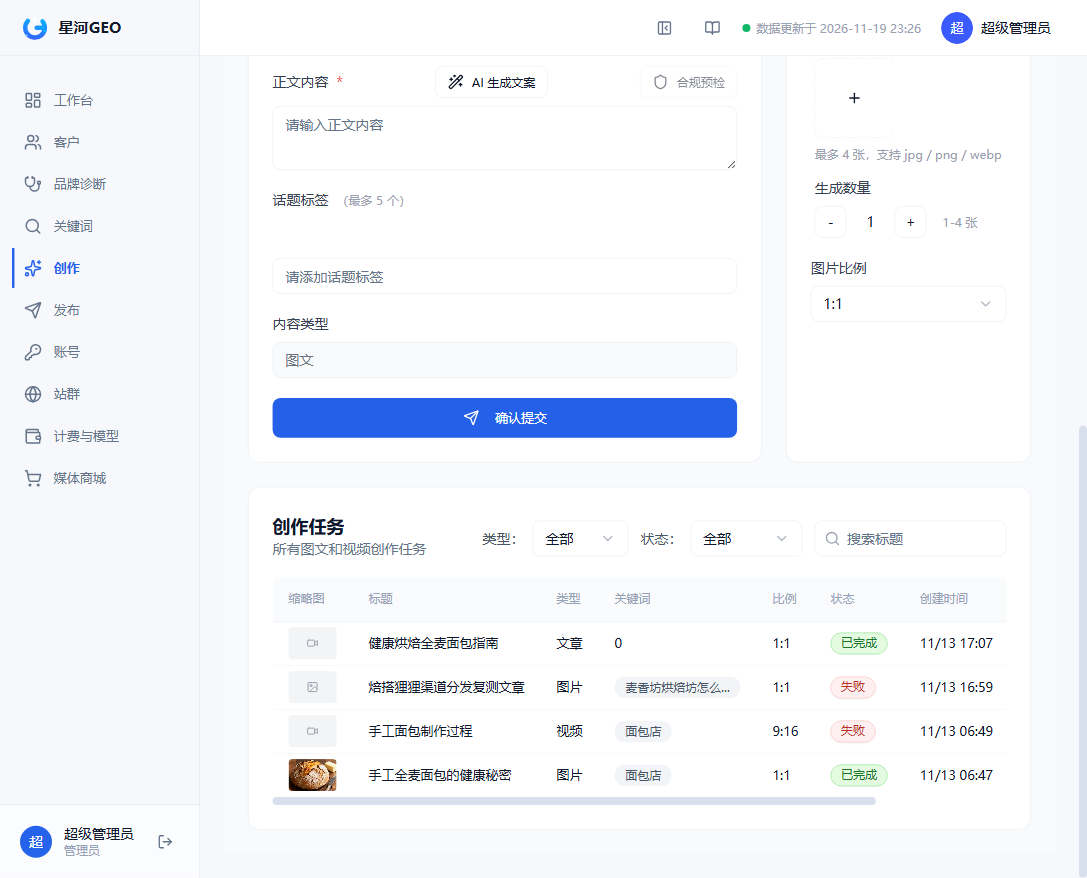 星河GEO
数据更新于 2026-11-19 23:26
超
超级管理员
工作台
客户
品牌诊断
关键词
创作
发布
账号
站群
计费与模型
媒体商城
超
超级管理员
管理员
正文内容 *
AI 生成文案
合规预检
请输入正文内容
话题标签 (最多 5 个)
请添加话题标签
内容类型
图文
确认提交
+
最多 4 张，支持 jpg / png / webp
生成数量
- 1 + 1-4 张
图片比例
1:1
创作任务
所有图文和视频创作任务
类型： 全部 状态： 全部 搜索标题
缩略图 标题 类型 关键词 比例 状态 创建时间
健康烘焙全麦面包指南 文章 0 1:1 已完成 11/13 17:07
焙搭狸狸渠道分发复测文章 图片 麦香坊烘焙坊怎么... 1:1 失败 11/13 16:59
手工面包制作过程 视频 面包店 9:16 失败 11/13 06:49
手工全麦面包的健康秘密 图片 面包店 1:1 已完成 11/13 06:47